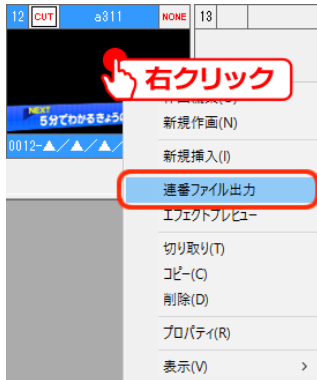 12 CUT a311 NONE 13
右クリック
新規作画(N)
NEXT
5分でわかるきょう
0012-▲/▲/▲/
新規挿入(I)
連番ファイル出力
エフェクトプレビュー
切り取り(T)
コピー(C)
削除(D)
プロパティ(R)
表示(V) >